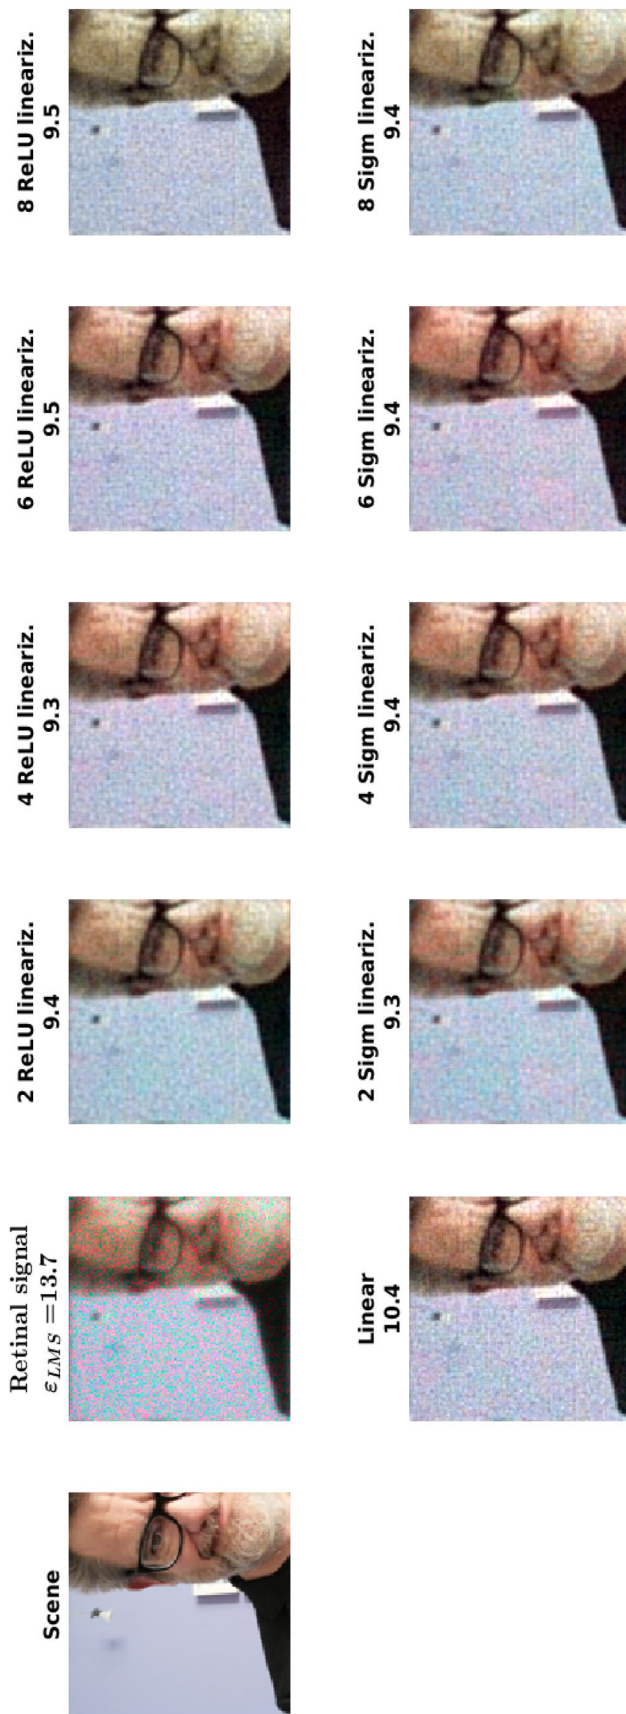 Scene
Retinal signal
ε_LMS =13.7
2 ReLU lineariz.
9.4
4 ReLU lineariz.
9.3
6 ReLU lineariz.
9.5
8 ReLU lineariz.
9.5
Linear
10.4
2 Sigm lineariz.
9.3
4 Sigm lineariz.
9.4
6 Sigm lineariz.
9.4
8 Sigm lineariz.
9.4